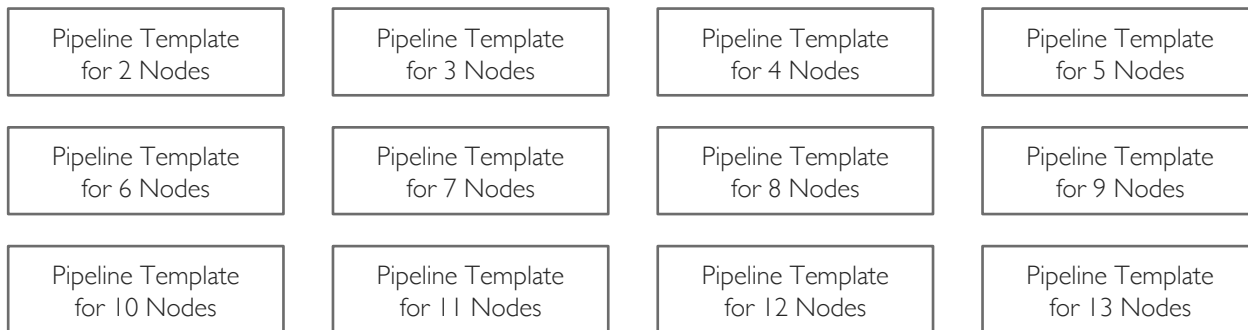 Pipeline Template
for 2 Nodes
Pipeline Template
for 3 Nodes
Pipeline Template
for 4 Nodes
Pipeline Template
for 5 Nodes
Pipeline Template
for 6 Nodes
Pipeline Template
for 7 Nodes
Pipeline Template
for 8 Nodes
Pipeline Template
for 9 Nodes
Pipeline Template
for 10 Nodes
Pipeline Template
for 11 Nodes
Pipeline Template
for 12 Nodes
Pipeline Template
for 13 Nodes